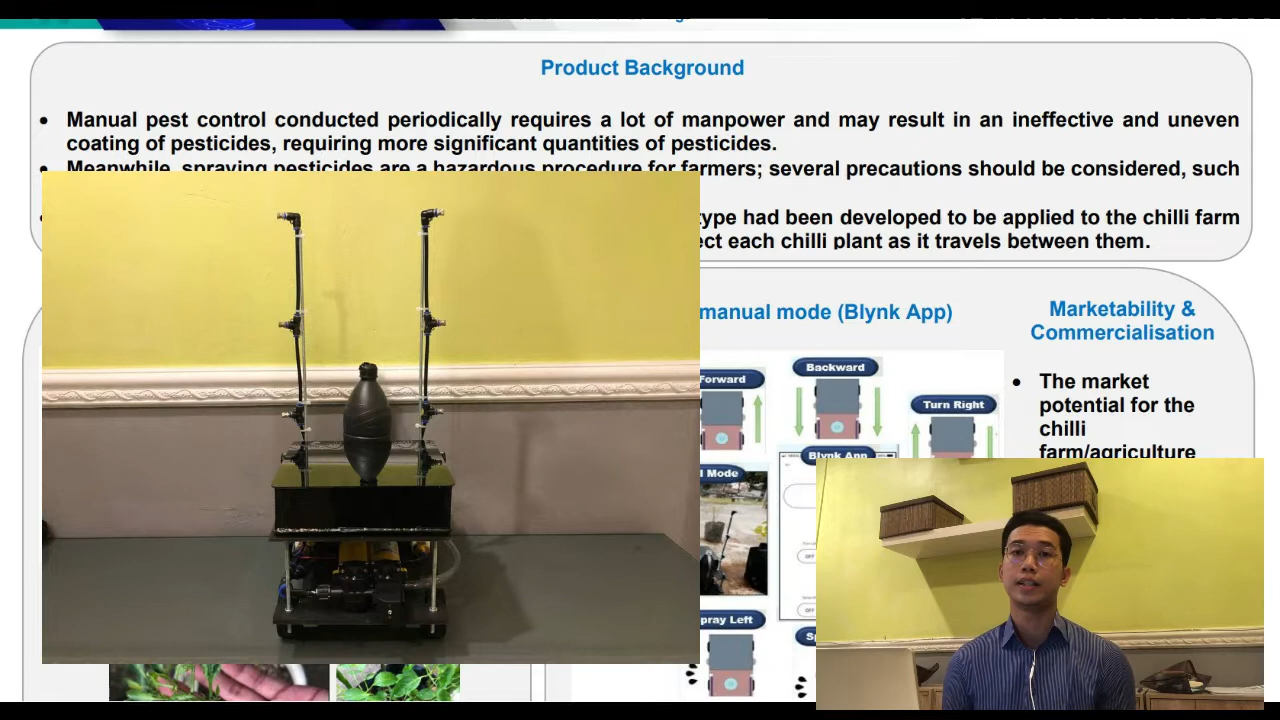 Product Background
• Manual pest control conducted periodically requires a lot of manpower and may result in an ineffective and uneven
coating of pesticides, requiring more significant quantities of pesticides.
• Meanwhile, spraying pesticides are a hazardous procedure for farmers; several precautions should be considered, such
type had been developed to be applied to the chilli farm
ect each chilli plant as it travels between them.
manual mode (Blynk App)
Forward
Backward
Turn Right
l Mode
Blynk App
OFF
OFF
pray Left
Sp
Marketability &
Commercialisation
• The market
potential for the
chilli
farm/agriculture